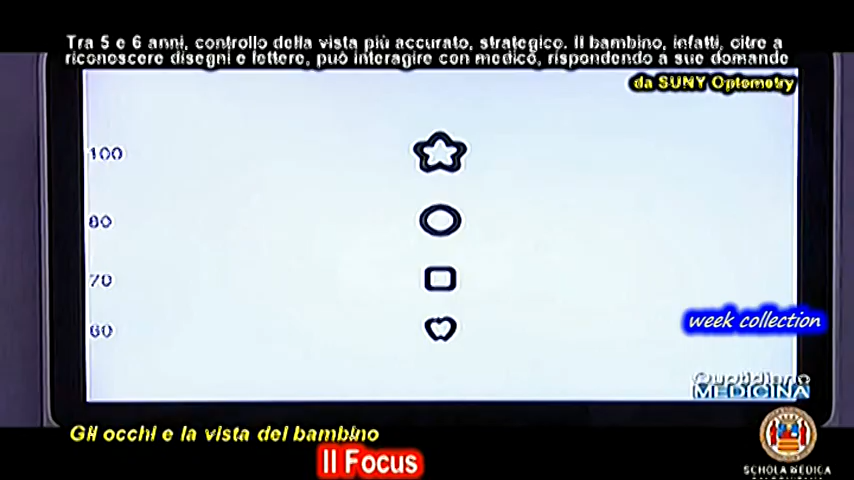 Tra 5 e 6 anni, controllo della vista più accurato, strategico. Il bambino, infatti, oltre a
riconoscere disegni e lettere, può interagire con medico, rispondendo a sue domande
da SUNY Optometry
100
80
70
60
week collection
Quotidiano
MEDICINA
Gli occhi e la vista del bambino
Il Focus
SCHOLA MEDICA